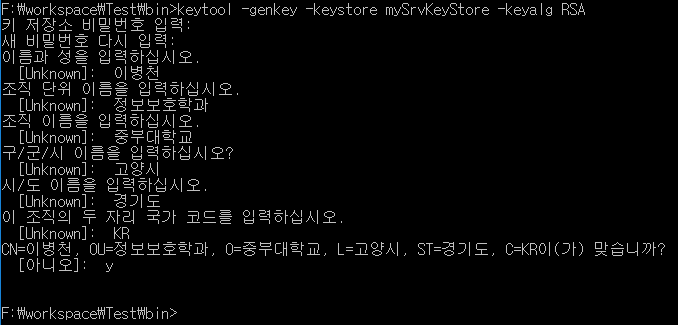 F:\workspace\Test\bin>keytool -genkey -keystore mySrvKeyStore -keyalg RSA
키 저장소 비밀번호 입력:
새 비밀번호 다시 입력:
이름과 성을 입력하십시오.
[Unknown]: 이병천
조직 단위 이름을 입력하십시오.
[Unknown]: 정보보호학과
조직 이름을 입력하십시오.
[Unknown]: 중부대학교
구/군/시 이름을 입력하십시오?
[Unknown]: 고양시
시/도 이름을 입력하십시오.
[Unknown]: 경기도
이 조직의 두 자리 국가 코드를 입력하십시오.
[Unknown]: KR
CN=이병천, OU=정보보호학과, O=중부대학교, L=고양시, ST=경기도, C=KR이(가) 맞습니까?
[아니오]: y
F:\workspace\Test\bin>